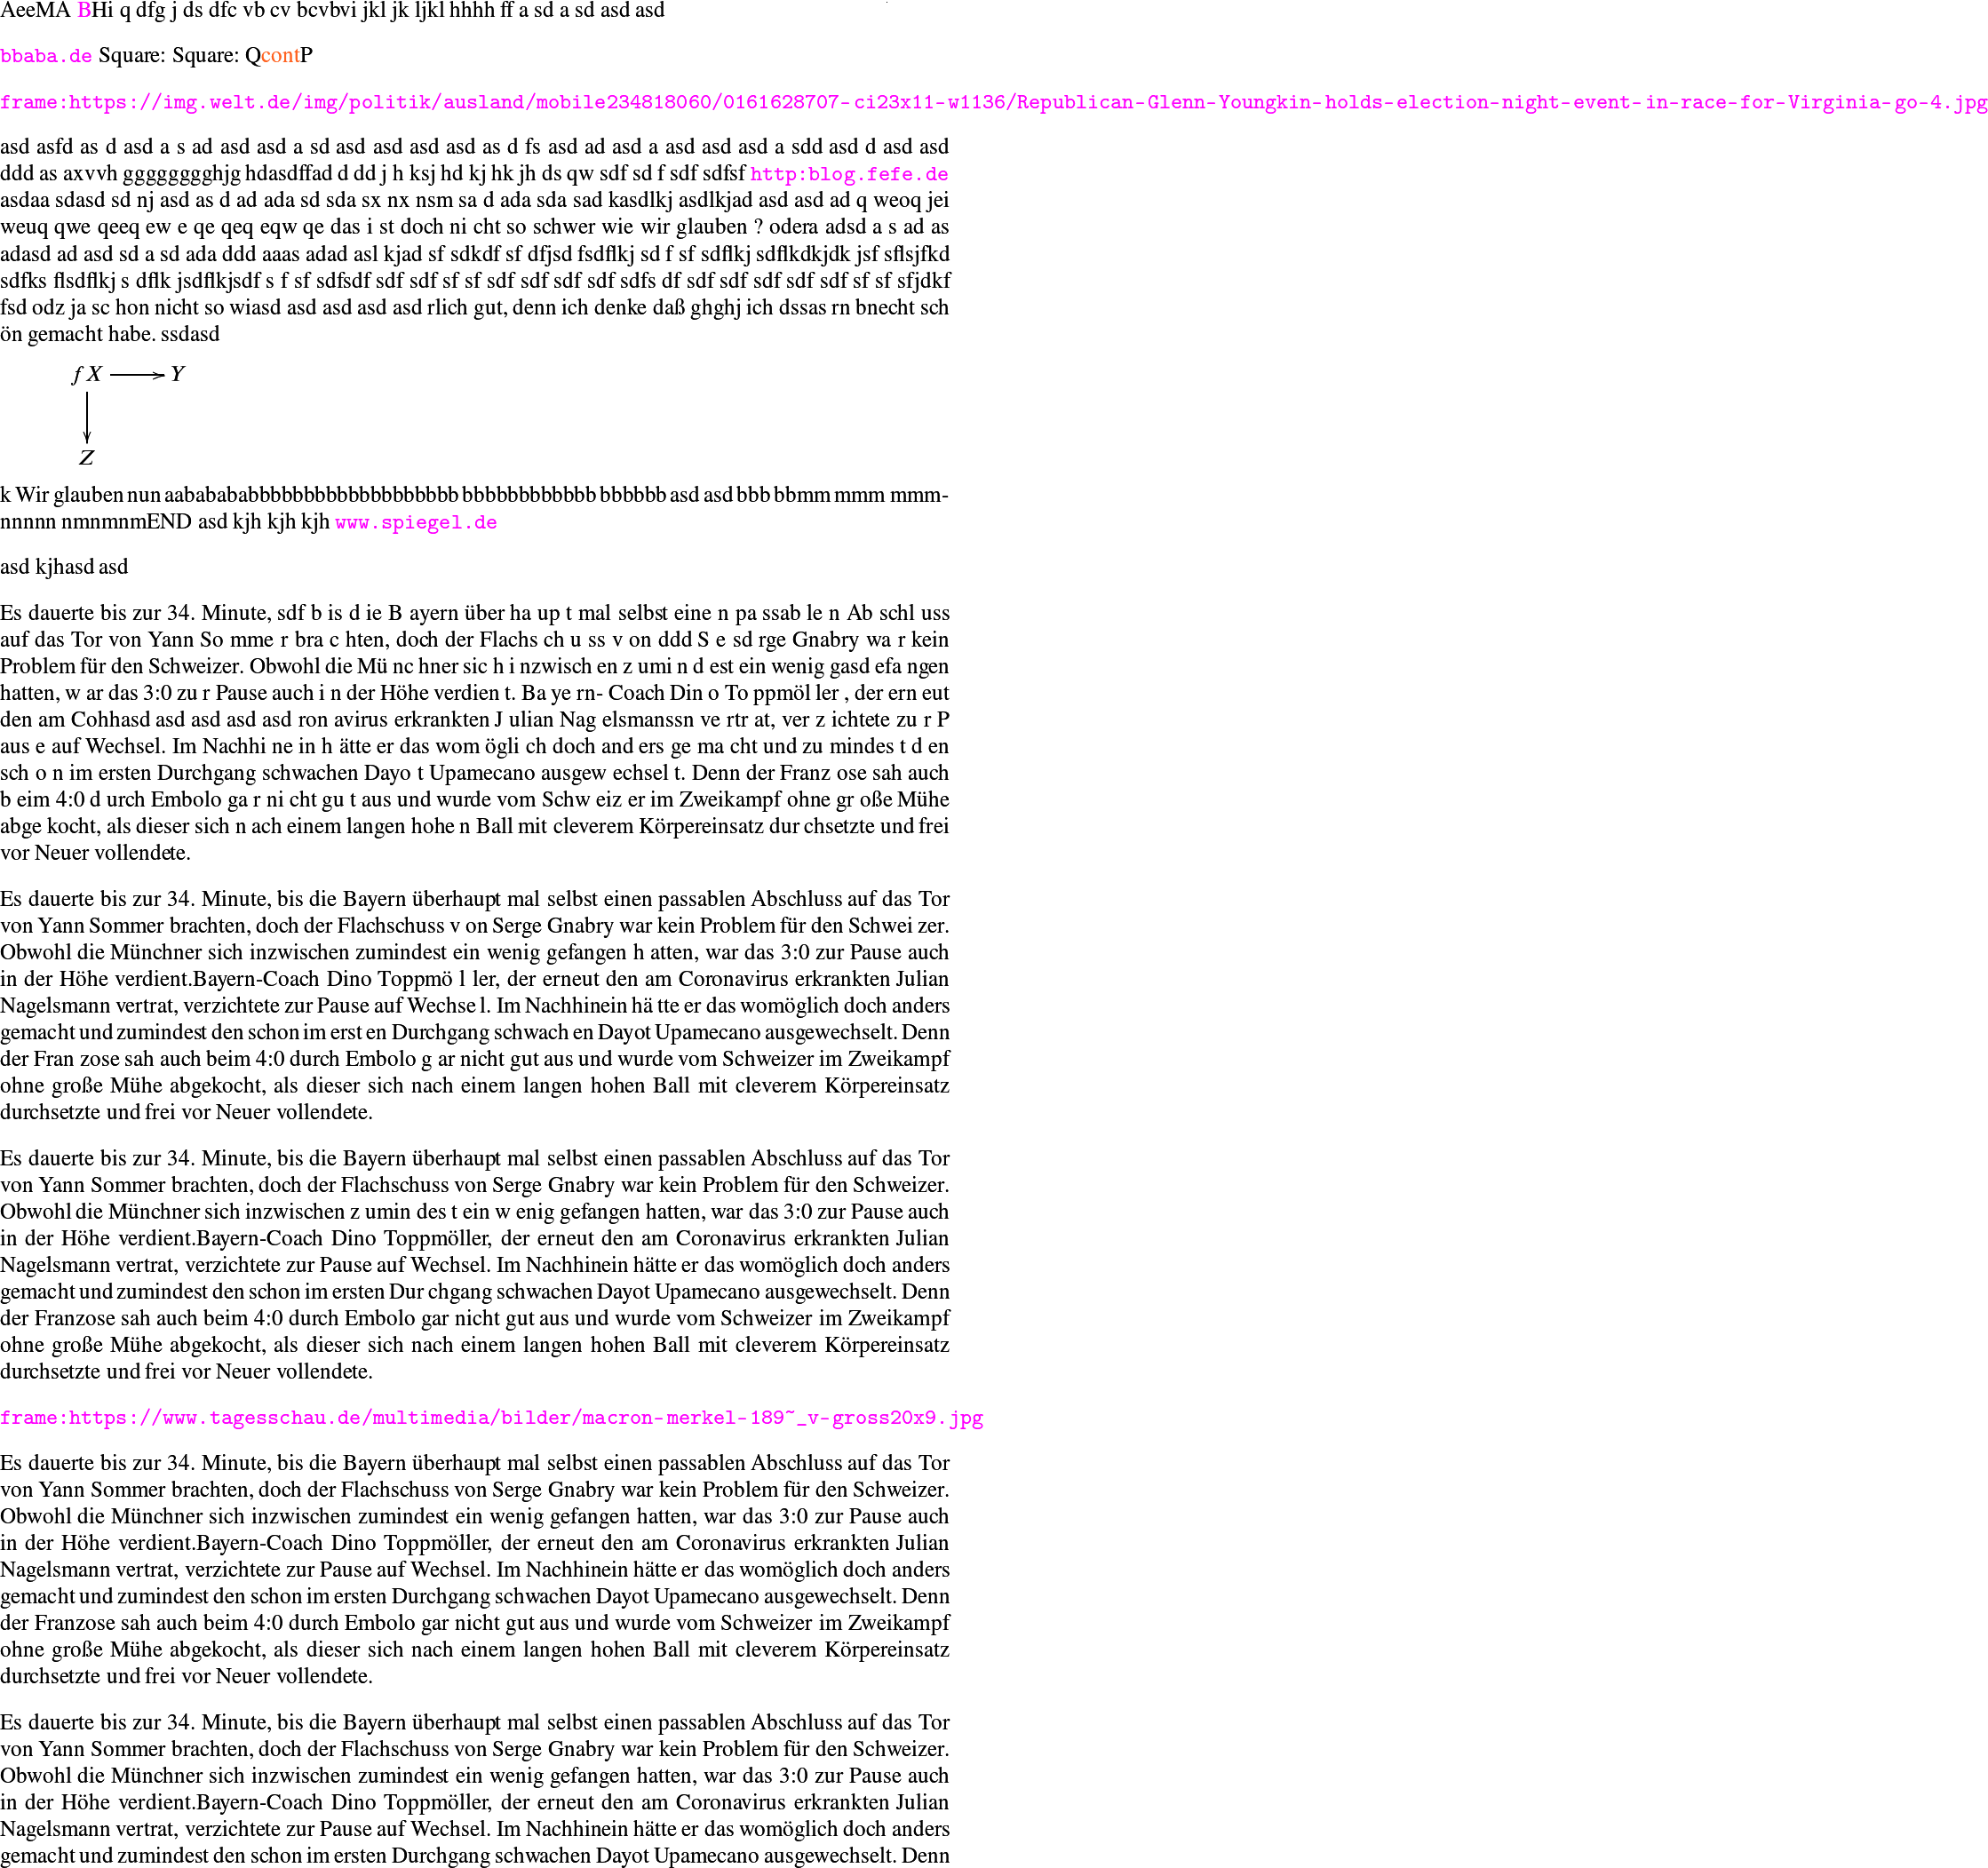 AeeMA BHi q dfg j ds dfc vb cv bcvbvi jkl jk ljkl hhhh ff a sd a sd asd asd
bbaba.de Square: Square: QcontP
frame:https://img.welt.de/img/politik/ausland/mobile234818060/0161628707-ci23x11-w1136/Republican-Glenn-Youngkin-holds-election-night-event-in-race-for-Virginia-go-4.jpg
asd asfd as d asd a s ad asd asd a sd asd asd asd asd as d fs asd ad asd a asd asd asd a sdd asd d asd asd
ddd as axvvh ggggggggghjg hdasdffad d dd j h ksj hd kj hk jh ds qw sdf sd f sdf sdfsf http:blog.fefe.de
asdaa sdasd sd nj asd as d ad ada sd sda sx nx nsm sa d ada sda sad kasdlkj asdlkjad asd asd ad q weoq jei
weuq qwe qeeq ew e qe qeq eqw qe das i st doch ni cht so schwer wie wir glauben ? odera adsd a s ad as
adasd ad asd sd a sd ada ddd aaas adad asl kjad sf sdkdf sf dfjsd fsdflkj sd f sf sdflkj sdflkdkjdk jsf sflsjfkd
sdfks flsdflkj s dflk jsdflkjsdf s f sf sdfsdf sdf sdf sf sf sdf sdf sdf sdf sdfs df sdf sdf sdf sdf sdf sf sf sfjdkf
fsd odz ja sc hon nicht so wiasd asd asd asd asd rlich gut, denn ich denke daß ghghj ich dssas rn bnecht sch
ön gemacht habe. ssdasd
f X Y
Z
k Wir glauben nun aababababbbbbbbbbbbbbbbbbbb bbbbbbbbbbbb bbbbbb asd asd bbb bbmm mmm mmm-
nnnnn nmnmnmEND asd kjh kjh kjh www.spiegel.de
asd kjhasd asd
Es dauerte bis zur 34. Minute, sdf b is d ie B ayern über ha up t mal selbst eine n pa ssab le n Ab schl uss
auf das Tor von Yann So mme r bra c hten, doch der Flachs ch u ss v on ddd S e sd rge Gnabry wa r kein
Problem für den Schweizer. Obwohl die Mü nc hner sic h i nzwisch en z umi n d est ein wenig gasd efa ngen
hatten, w ar das 3:0 zu r Pause auch i n der Höhe verdien t. Ba ye rn- Coach Din o To ppmöl ler , der ern eut
den am Cohhasd asd asd asd asd ron avirus erkrankten J ulian Nag elsmanssn ve rtr at, ver z ichtete zu r P
aus e auf Wechsel. Im Nachhi ne in h ätte er das wom ögli ch doch and ers ge ma cht und zu mindes t d en
sch o n im ersten Durchgang schwachen Dayo t Upamecano ausgew echsel t. Denn der Franz ose sah auch
b eim 4:0 d urch Embolo ga r ni cht gu t aus und wurde vom Schw eiz er im Zweikampf ohne gr oße Mühe
abge kocht, als dieser sich n ach einem langen hohe n Ball mit cleverem Körpereinsatz dur chsetzte und frei
vor Neuer vollendete.
Es dauerte bis zur 34. Minute, bis die Bayern überhaupt mal selbst einen passablen Abschluss auf das Tor
von Yann Sommer brachten, doch der Flachschuss v on Serge Gnabry war kein Problem für den Schwei zer.
Obwohl die Münchner sich inzwischen zumindest ein wenig gefangen h atten, war das 3:0 zur Pause auch
in der Höhe verdient.Bayern-Coach Dino Toppmö l ler, der erneut den am Coronavirus erkrankten Julian
Nagelsmann vertrat, verzichtete zur Pause auf Wechse l. Im Nachhinein hä tte er das womöglich doch anders
gemacht und zumindest den schon im erst en Durchgang schwach en Dayot Upamecano ausgewechselt. Denn
der Fran zose sah auch beim 4:0 durch Embolo g ar nicht gut aus und wurde vom Schweizer im Zweikampf
ohne große Mühe abgekocht, als dieser sich nach einem langen hohen Ball mit cleverem Körpereinsatz
durchsetzte und frei vor Neuer vollendete.
Es dauerte bis zur 34. Minute, bis die Bayern überhaupt mal selbst einen passablen Abschluss auf das Tor
von Yann Sommer brachten, doch der Flachschuss von Serge Gnabry war kein Problem für den Schweizer.
Obwohl die Münchner sich inzwischen z umin des t ein w enig gefangen hatten, war das 3:0 zur Pause auch
in der Höhe verdient.Bayern-Coach Dino Toppmöller, der erneut den am Coronavirus erkrankten Julian
Nagelsmann vertrat, verzichtete zur Pause auf Wechsel. Im Nachhinein hätte er das womöglich doch anders
gemacht und zumindest den schon im ersten Dur chgang schwachen Dayot Upamecano ausgewechselt. Denn
der Franzose sah auch beim 4:0 durch Embolo gar nicht gut aus und wurde vom Schweizer im Zweikampf
ohne große Mühe abgekocht, als dieser sich nach einem langen hohen Ball mit cleverem Körpereinsatz
durchsetzte und frei vor Neuer vollendete.
frame:https://www.tagesschau.de/multimedia/bilder/macron-merkel-189~_v-gross20x9.jpg
Es dauerte bis zur 34. Minute, bis die Bayern überhaupt mal selbst einen passablen Abschluss auf das Tor
von Yann Sommer brachten, doch der Flachschuss von Serge Gnabry war kein Problem für den Schweizer.
Obwohl die Münchner sich inzwischen zumindest ein wenig gefangen hatten, war das 3:0 zur Pause auch
in der Höhe verdient.Bayern-Coach Dino Toppmöller, der erneut den am Coronavirus erkrankten Julian
Nagelsmann vertrat, verzichtete zur Pause auf Wechsel. Im Nachhinein hätte er das womöglich doch anders
gemacht und zumindest den schon im ersten Durchgang schwachen Dayot Upamecano ausgewechselt. Denn
der Franzose sah auch beim 4:0 durch Embolo gar nicht gut aus und wurde vom Schweizer im Zweikampf
ohne große Mühe abgekocht, als dieser sich nach einem langen hohen Ball mit cleverem Körpereinsatz
durchsetzte und frei vor Neuer vollendete.
Es dauerte bis zur 34. Minute, bis die Bayern überhaupt mal selbst einen passablen Abschluss auf das Tor
von Yann Sommer brachten, doch der Flachschuss von Serge Gnabry war kein Problem für den Schweizer.
Obwohl die Münchner sich inzwischen zumindest ein wenig gefangen hatten, war das 3:0 zur Pause auch
in der Höhe verdient.Bayern-Coach Dino Toppmöller, der erneut den am Coronavirus erkrankten Julian
Nagelsmann vertrat, verzichtete zur Pause auf Wechsel. Im Nachhinein hätte er das womöglich doch anders
gemacht und zumindest den schon im ersten Durchgang schwachen Dayot Upamecano ausgewechselt. Denn